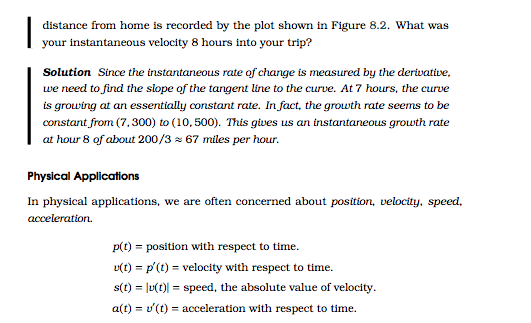 distance from home is recorded by the plot shown in Figure 8.2. What was
your instantaneous velocity 8 hours into your trip?
Solution Since the instantaneous rate of change is measured by the derivative,
we need to find the slope of the tangent line to the curve. At 7 hours, the curve
is growing at an essentially constant rate. In fact, the growth rate seems to be
constant from (7, 300) to (10, 500). This gives us an instantaneous growth rate
at hour 8 of about 200/3 ≈ 67 miles per hour.
Physical Applications
In physical applications, we are often concerned about position, velocity, speed,
acceleration.
p(t) = position with respect to time.
v(t) = p′(t) = velocity with respect to time.
s(t) = |v(t)| = speed, the absolute value of velocity.
a(t) = v′(t) = acceleration with respect to time.